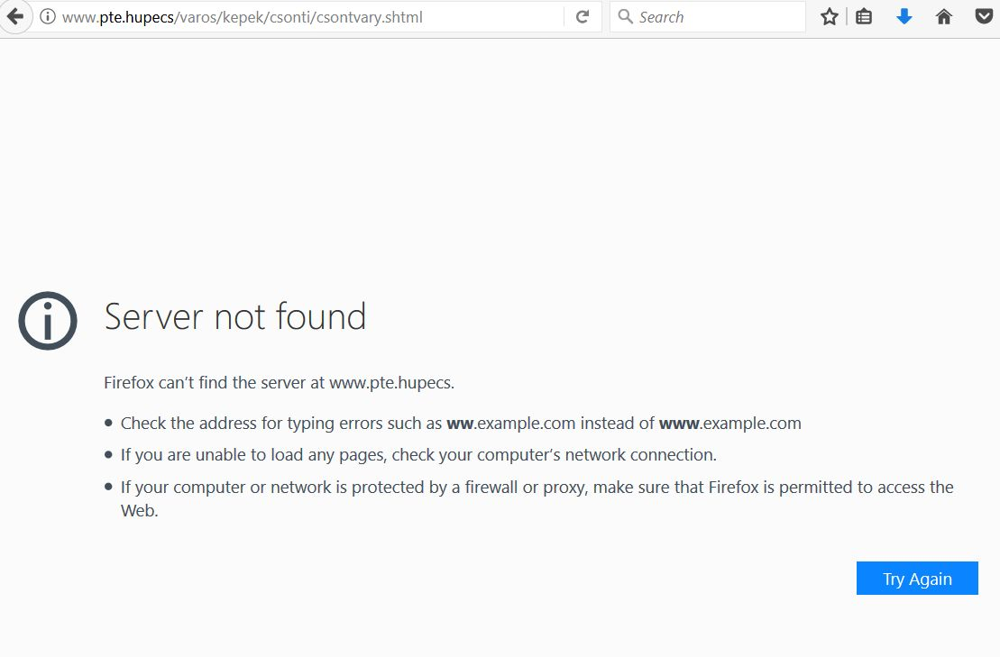 www.pte.hupecs/varos/kepek/csonti/csontvary.shtml
Search
Server not found
Firefox can’t find the server at www.pte.hupecs.
Check the address for typing errors such as ww.example.com instead of www.example.com
If you are unable to load any pages, check your computer’s network connection.
If your computer or network is protected by a firewall or proxy, make sure that Firefox is permitted to access the
Web.
Try Again